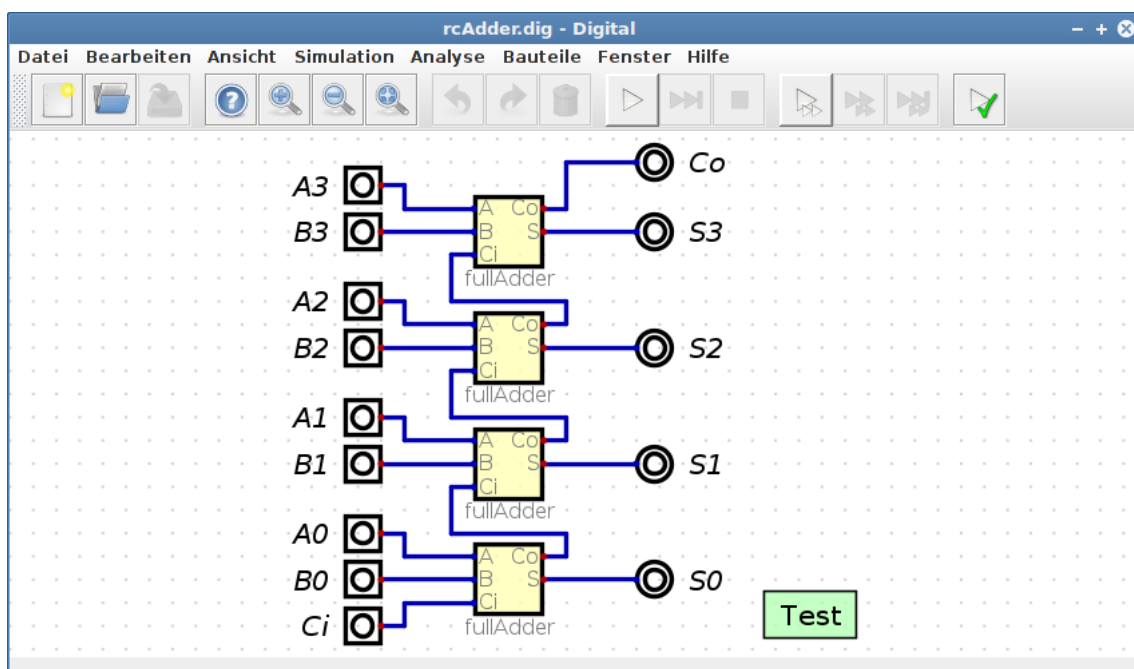 rcAdder.dig - Digital
Datei Bearbeiten Ansicht Simulation Analyse Bauteile Fenster Hilfe
Co
A3
A Co
B3
B S
S3
Ci
fullAdder
A2
A Co
B2
B S
S2
Ci
fullAdder
A1
A Co
B1
B S
S1
Ci
fullAdder
A0
A Co
B0
B S
S0
Ci
Ci
fullAdder
Test